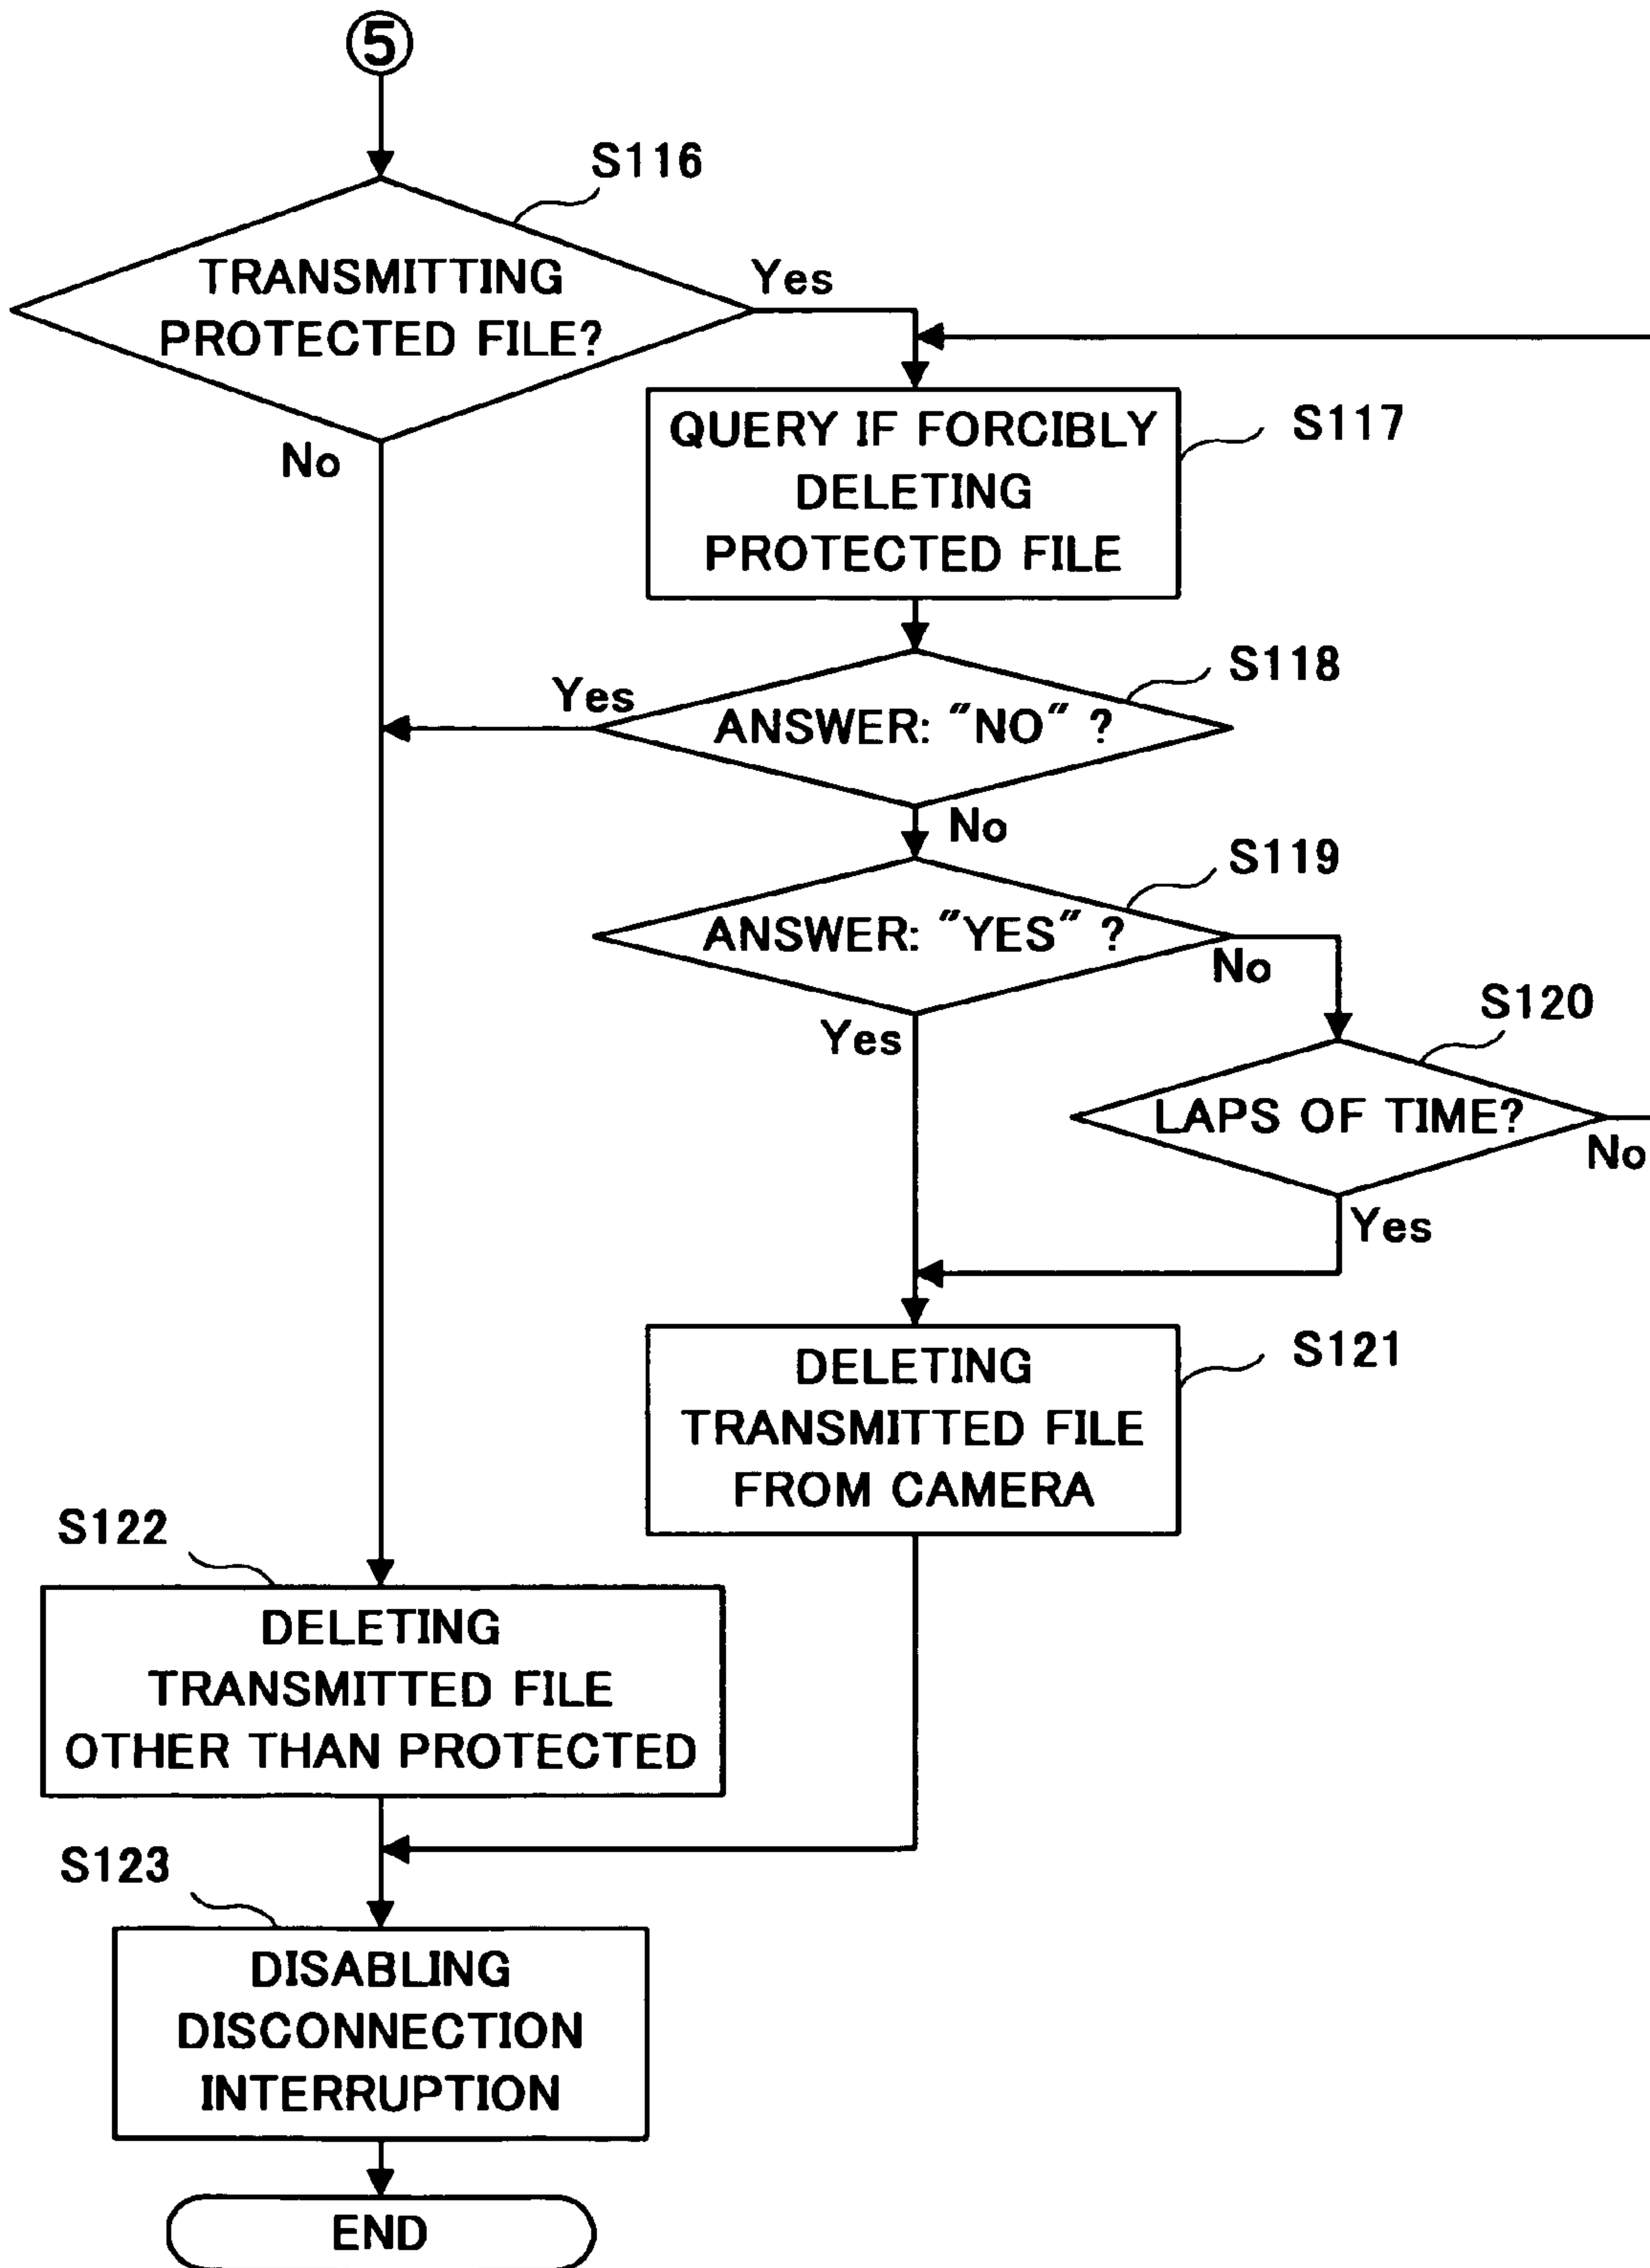 5
S116
TRANSMITTING
PROTECTED FILE?
Yes
No
QUERY IF FORCIBLY
DELETING
PROTECTED FILE
S117
S118
Yes
ANSWER: "NO" ?
No
S119
ANSWER: "YES" ?
No
Yes
S120
LAPS OF TIME?
No
Yes
DELETING
TRANSMITTED FILE
FROM CAMERA
S121
S122
DELETING
TRANSMITTED FILE
OTHER THAN PROTECTED
S123
DISABLING
DISCONNECTION
INTERRUPTION
END